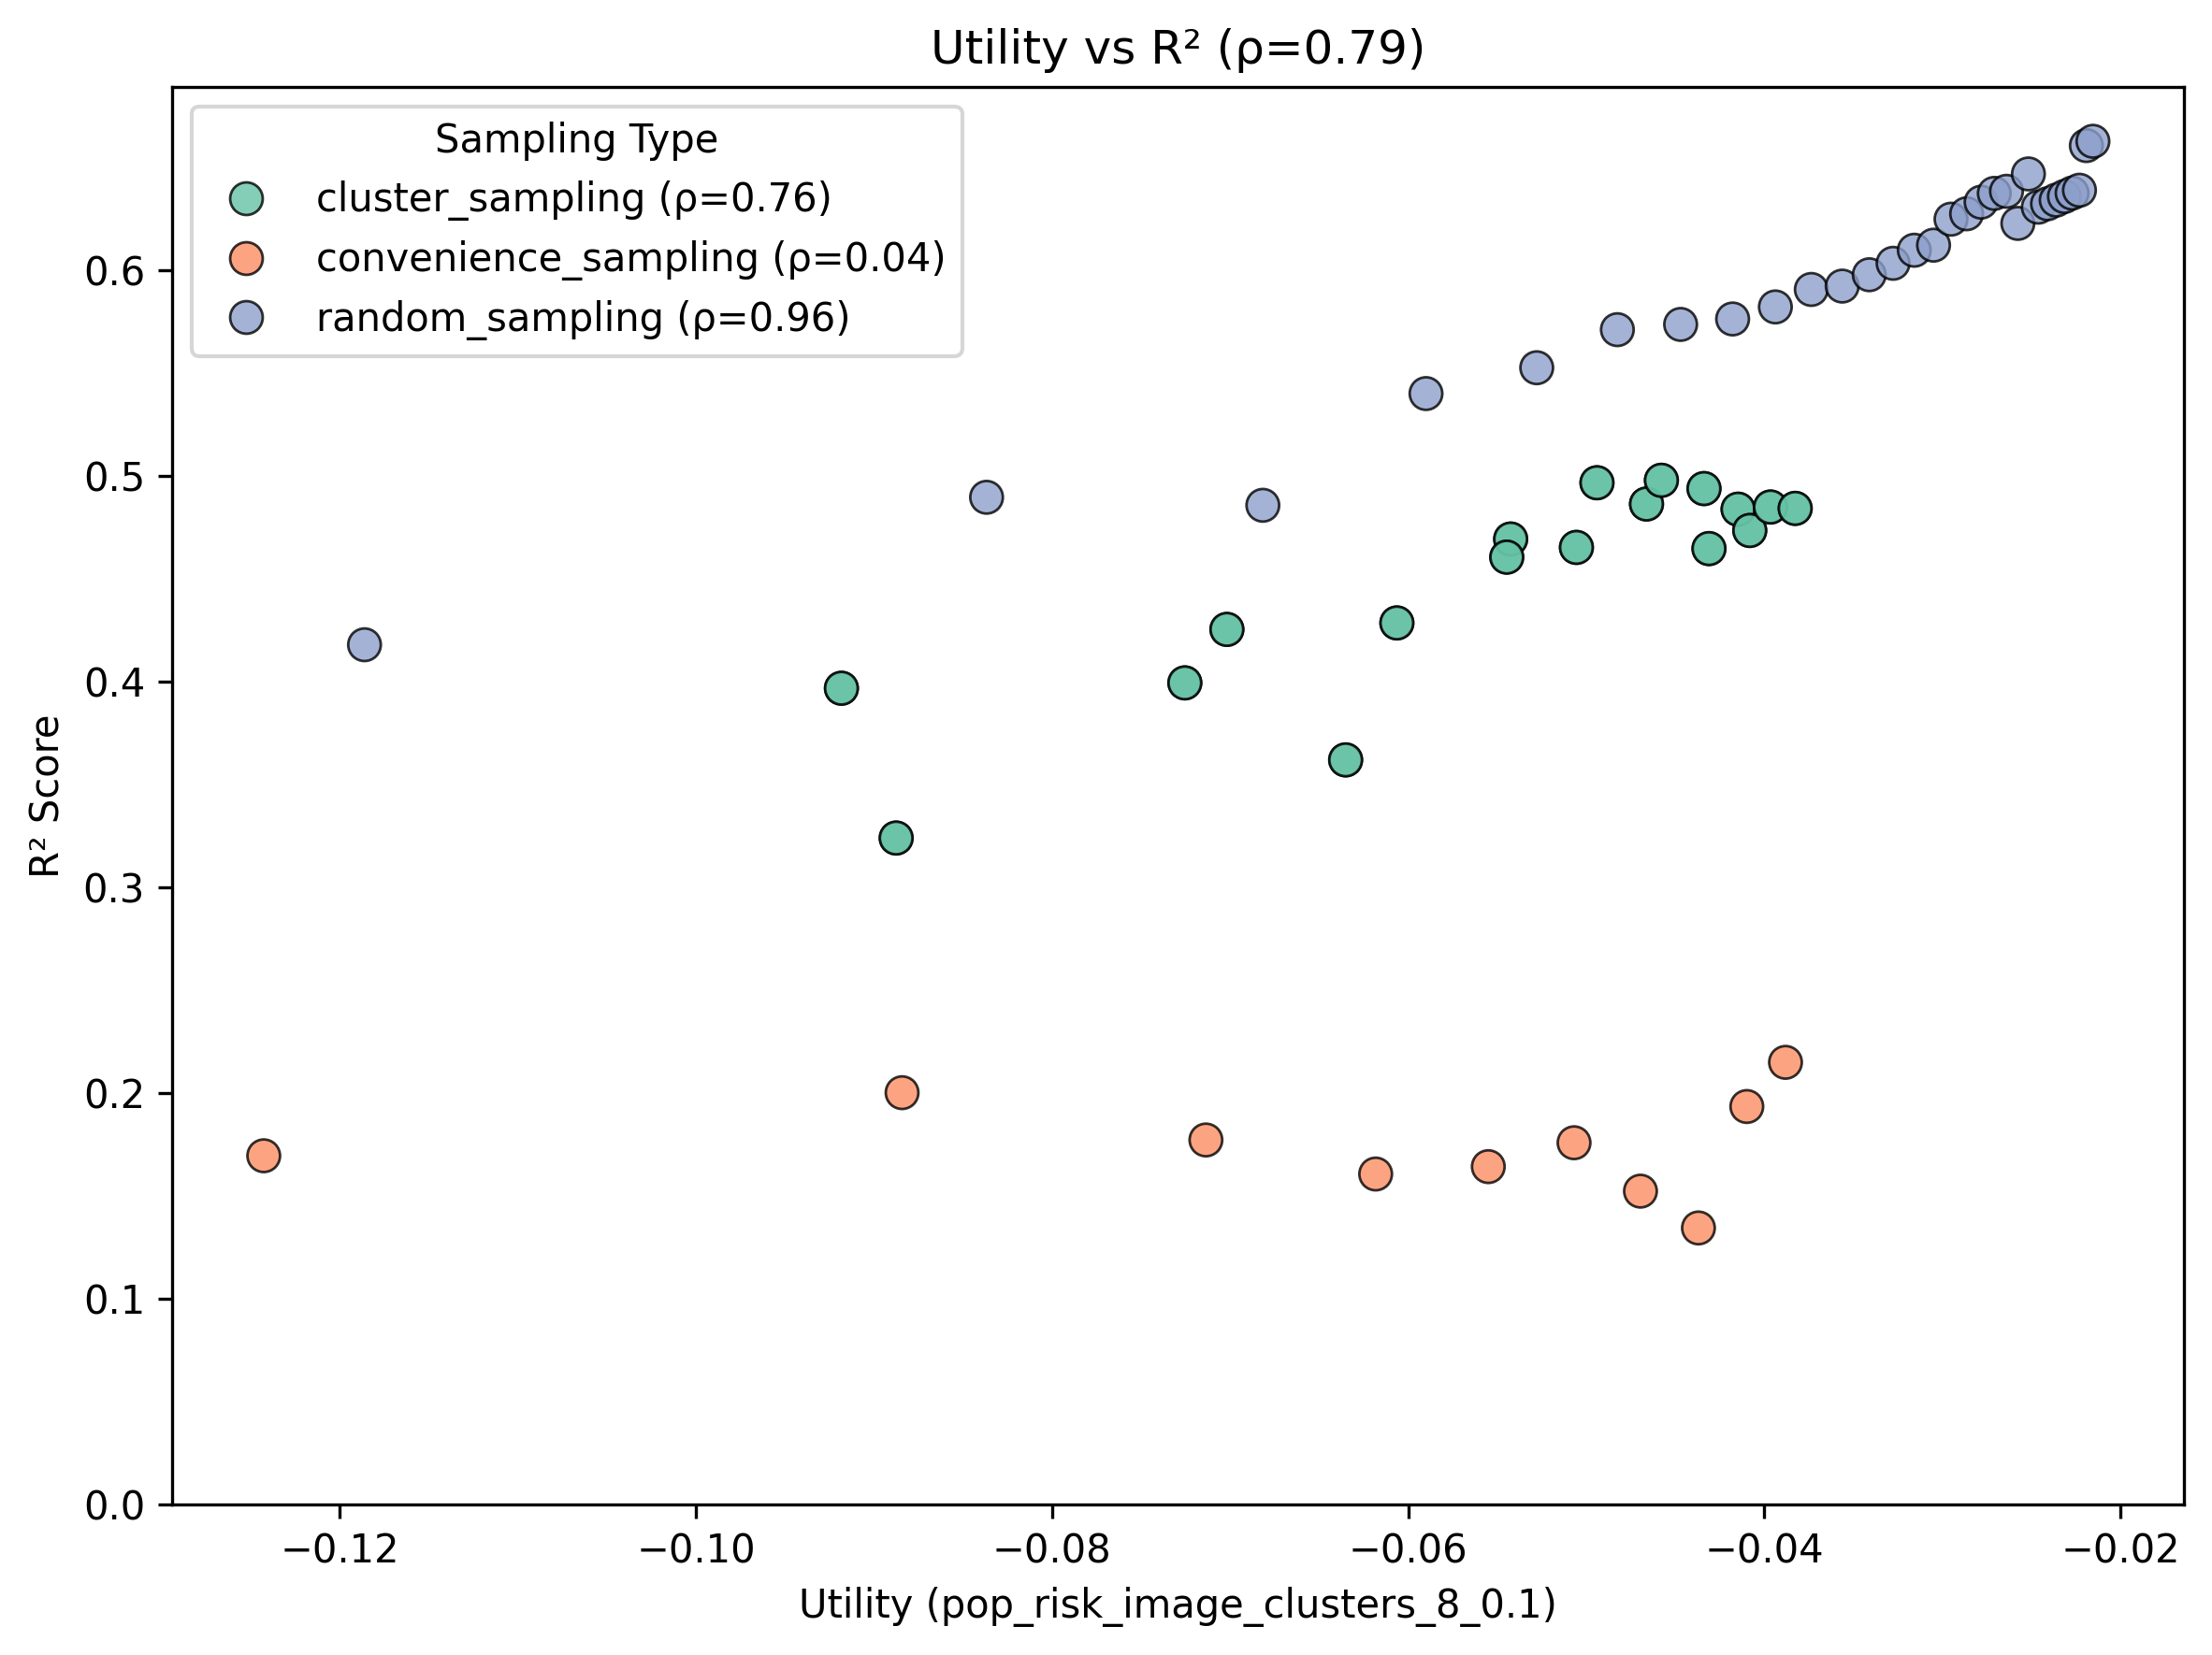 Utility vs R² (ρ=0.79)
Sampling Type
cluster_sampling (ρ=0.76)
convenience_sampling (ρ=0.04)
random_sampling (ρ=0.96)
R² Score
0.6
0.5
0.4
0.3
0.2
0.1
0.0
−0.12 −0.10 −0.08 −0.06 −0.04 −0.02
Utility (pop_risk_image_clusters_8_0.1)